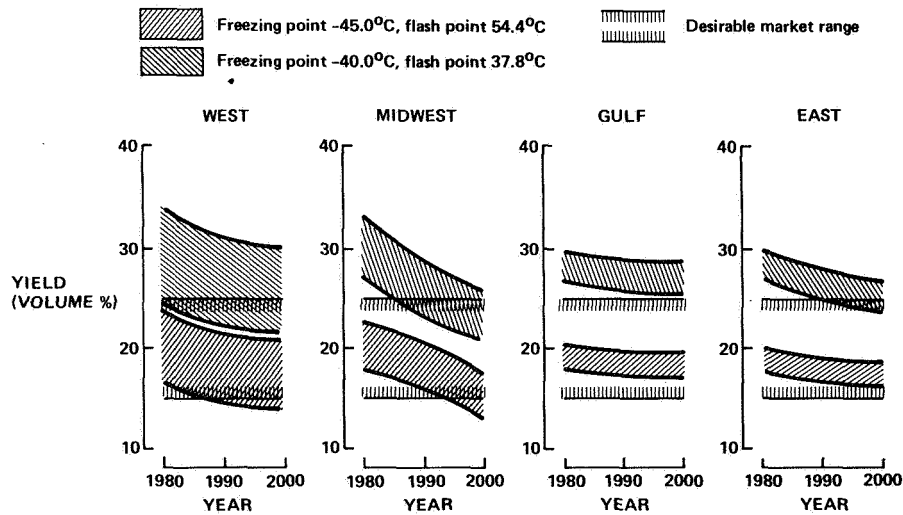 Freezing point -45.0°C, flash point 54.4°C
Desirable market range
Freezing point -40.0°C, flash point 37.8°C
WEST MIDWEST GULF EAST
40 40 40 40
30 30 30 30
YIELD
(VOLUME %)
20 20 20 20
10 10 10 10
1980 1990 2000 1980 1990 2000 1980 1990 2000 1980 1990 2000
YEAR YEAR YEAR YEAR